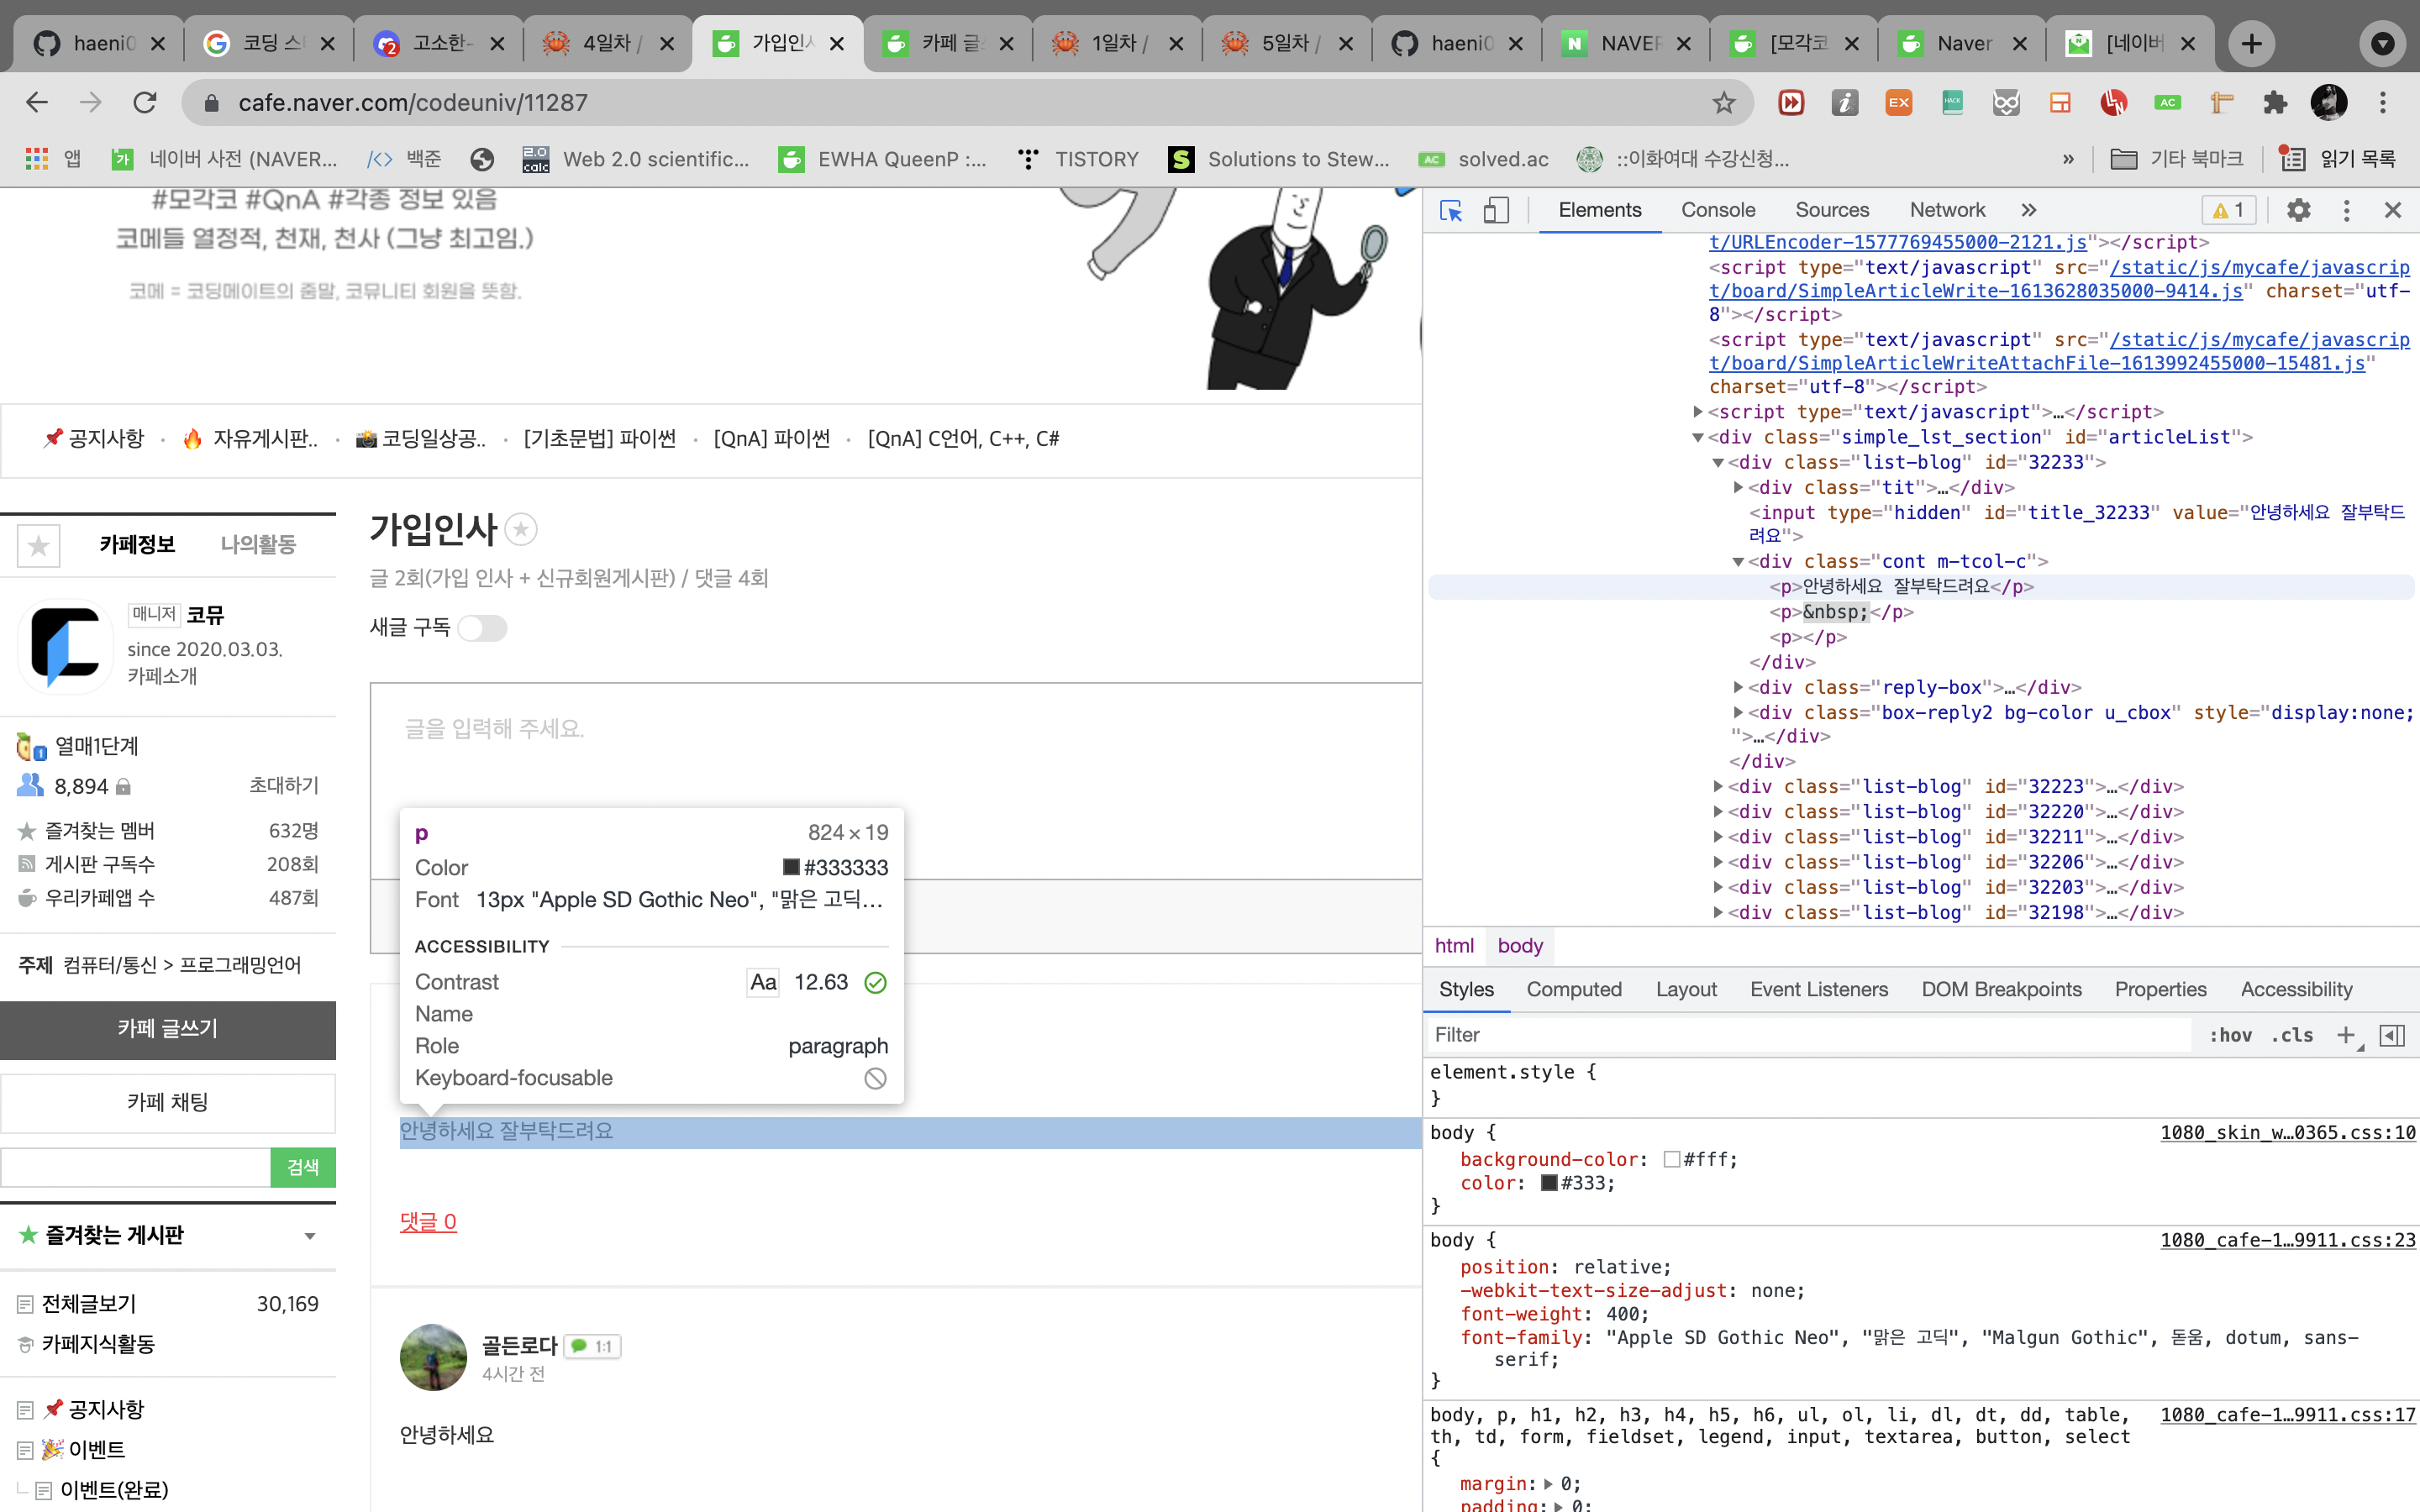 haeni0
코딩 스
고소한-
4일차 /
가입인사
카페 글
1일차 /
5일차 /
haeni0
NAVER
[모각코
Naver
[네이버
cafe.naver.com/codeuniv/11287
앱
네이버 사전 (NAVER...
백준
Web 2.0 scientific...
EWHA QueenP :...
TISTORY
Solutions to Stew...
solved.ac
::이화여대 수강신청...
»
기타 북마크
읽기 목록
#모각코 #QnA #각종 정보 있음
코메들 열정적, 천재, 천사 (그냥 최고임.)
코메 = 코딩메이트의 줌말, 코뮤니티 회원을 뜻함.
📌공지사항 · 🔥 자유게시판.. · 📸코딩일상공.. · [기초문법] 파이썬 · [QnA] 파이썬 · [QnA] C언어, C++, C#
카페정보
나의활동
매니저 코뮤
since 2020.03.03.
카페소개
열매1단계
8,894
초대하기
즐겨찾는 멤버 632명
게시판 구독수 208회
우리카페앱 수 487회
주제 컴퓨터/통신 > 프로그래밍언어
카페 글쓰기
카페 채팅
검색
즐겨찾는 게시판
전체글보기 30,169
카페지식활동
📌공지사항
🎉이벤트
이벤트(완료)
가입인사
글 2회(가입 인사 + 신규회원게시판) / 댓글 4회
새글 구독
글을 입력해 주세요.
p 824 × 19
Color #333333
Font 13px "Apple SD Gothic Neo", "맑은 고딕...
ACCESSIBILITY
Contrast Aa 12.63
Name
Role paragraph
Keyboard-focusable
안녕하세요 잘부탁드려요
댓글 0
골든로다 1:1
4시간 전
안녕하세요
Elements Console Sources Network » 1
t/URLEncoder-1577769455000-2121.js"></script>
<script type="text/javascript" src="/static/js/mycafe/javascrip
t/board/SimpleArticleWrite-1613628035000-9414.js" charset="utf-
8"></script>
<script type="text/javascript" src="/static/js/mycafe/javascrip
t/board/SimpleArticleWriteAttachFile-1613992455000-15481.js"
charset="utf-8"></script>
<script type="text/javascript">…</script>
<div class="simple_lst_section" id="articleList">
<div class="list-blog" id="32233">
<div class="tit">…</div>
<input type="hidden" id="title_32233" value="안녕하세요 잘부탁드
려요">
<div class="cont m-tcol-c">
<p>안녕하세요 잘부탁드려요</p>
<p>&nbsp;</p>
<p></p>
</div>
<div class="reply-box">…</div>
<div class="box-reply2 bg-color u_cbox" style="display:none;
">…</div>
</div>
<div class="list-blog" id="32223">…</div>
<div class="list-blog" id="32220">…</div>
<div class="list-blog" id="32211">…</div>
<div class="list-blog" id="32206">…</div>
<div class="list-blog" id="32203">…</div>
<div class="list-blog" id="32198">…</div>
html body
Styles Computed Layout Event Listeners DOM Breakpoints Properties Accessibility
Filter :hov .cls +
element.style {
}
body { 1080_skin_w…0365.css:10
background-color: #fff;
color: #333;
}
body { 1080_cafe-1…9911.css:23
position: relative;
-webkit-text-size-adjust: none;
font-weight: 400;
font-family: "Apple SD Gothic Neo", "맑은 고딕", "Malgun Gothic", 돋움, dotum, sans-
serif;
}
body, p, h1, h2, h3, h4, h5, h6, ul, ol, li, dl, dt, dd, table, 1080_cafe-1…9911.css:17
th, td, form, fieldset, legend, input, textarea, button, select
{
margin: 0;
padding: 0;